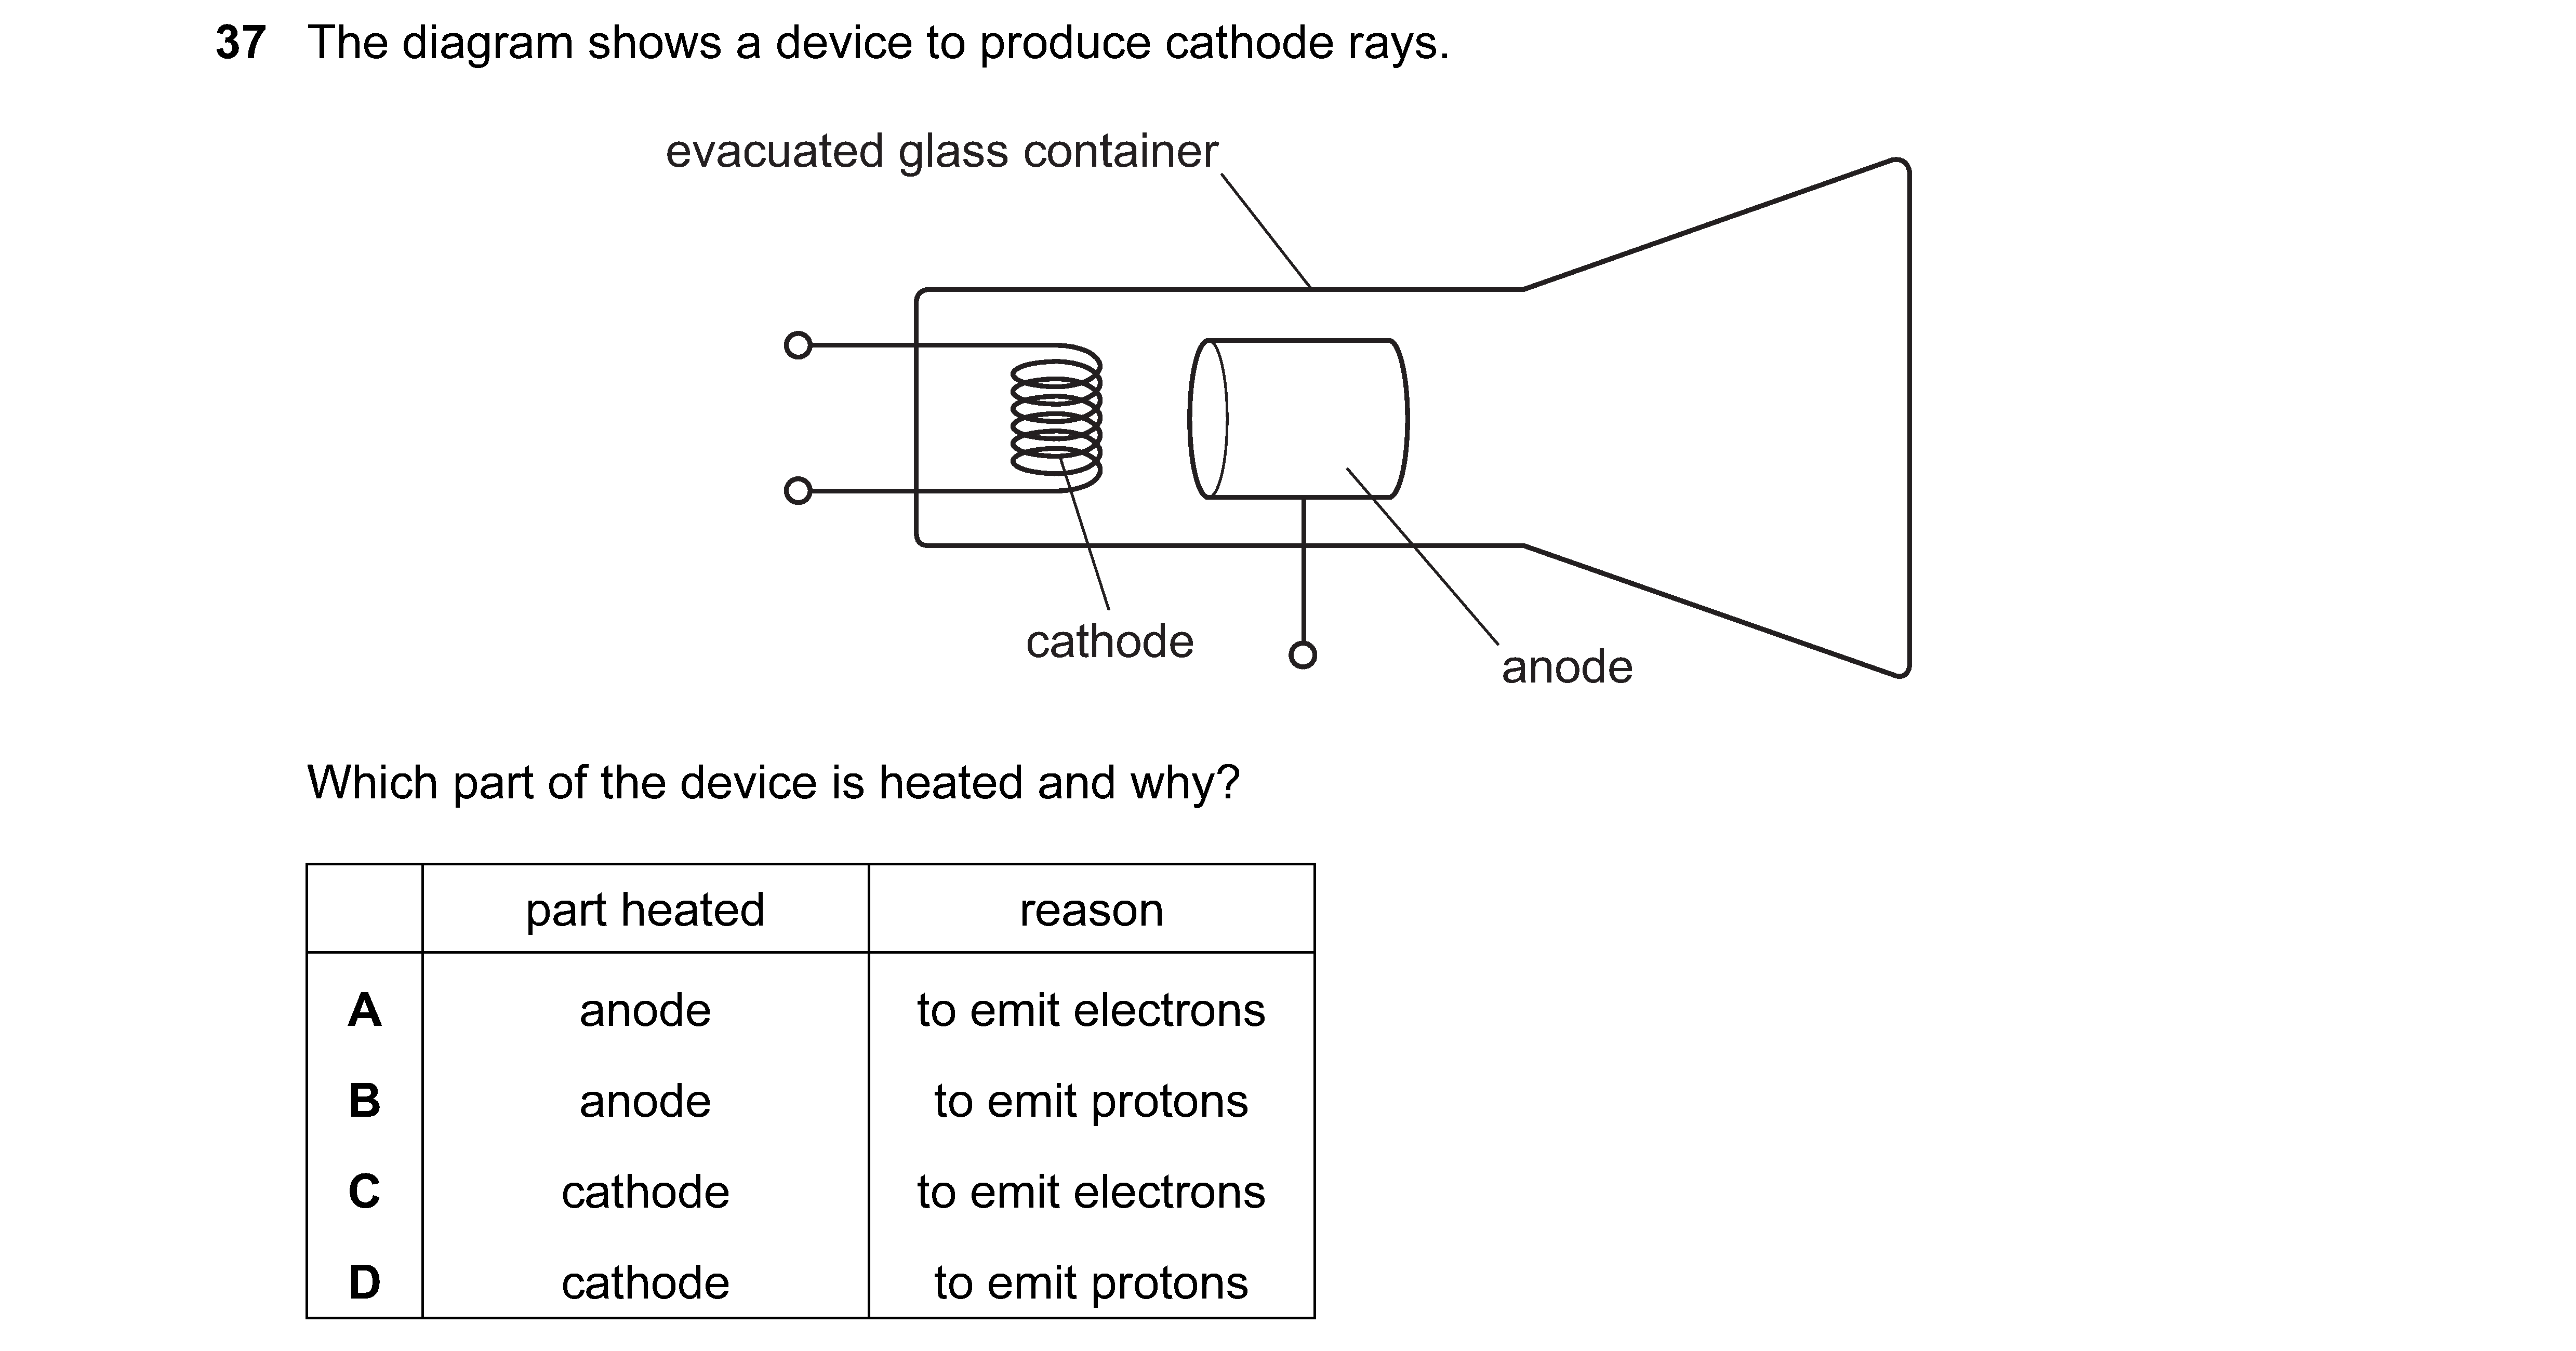 37 The diagram shows a device to produce cathode rays.
evacuated glass container
cathode
anode
Which part of the device is heated and why?
part heated reason
A anode to emit electrons
B anode to emit protons
C cathode to emit electrons
D cathode to emit protons